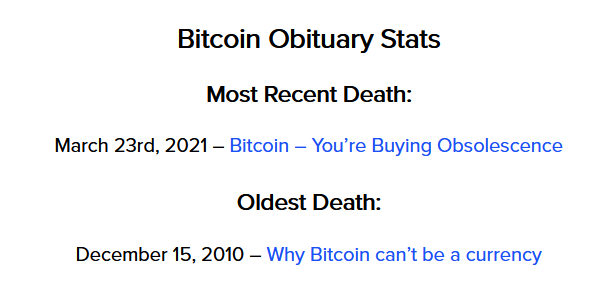 Bitcoin Obituary Stats
Most Recent Death:
March 23rd, 2021 – Bitcoin – You’re Buying Obsolescence
Oldest Death:
December 15, 2010 – Why Bitcoin can’t be a currency